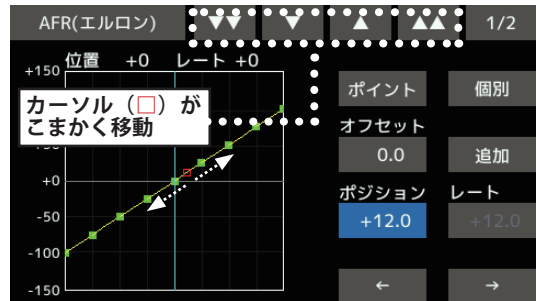 AFR(エルロン)
▼▼
▼
▲
▲▲
1/2
位置 +0 レート +0
+150
カーソル（□）が
こまかく移動
+0
-50
-100
-150
ポイント
個別
オフセット
0.0
追加
ポジション
レート
+12.0
+12.0
←
→